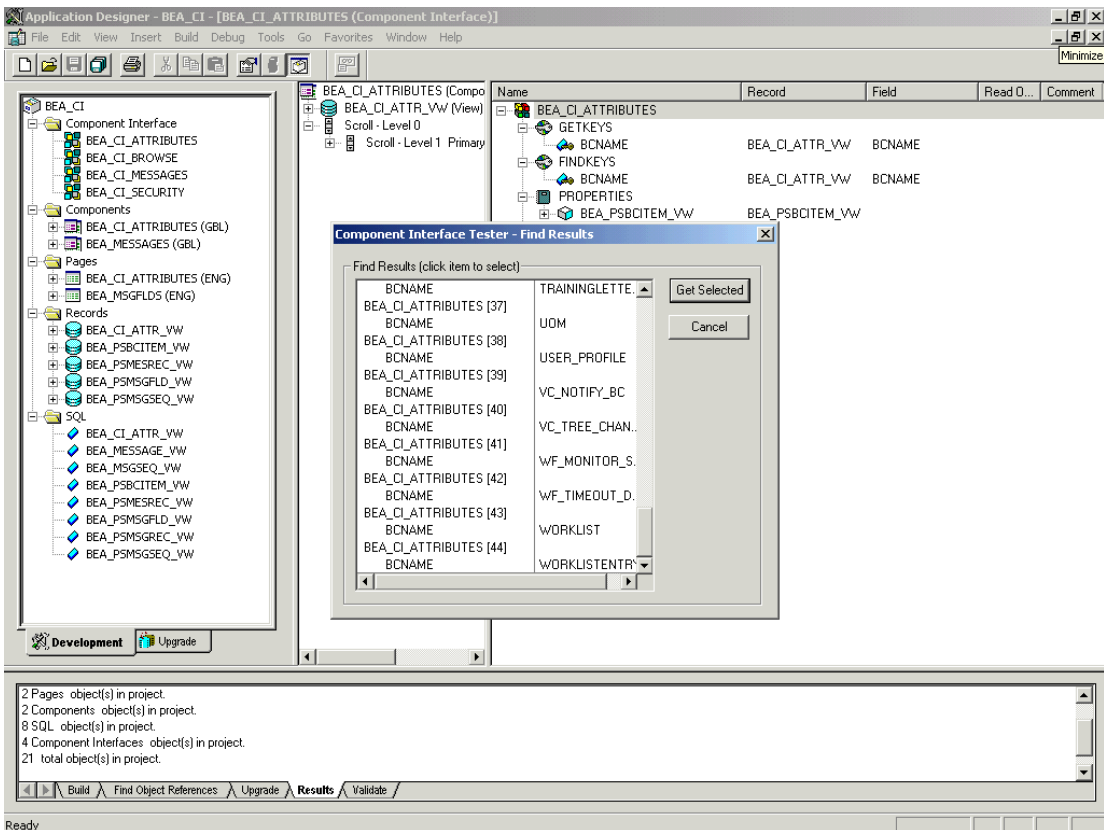 Application Designer - BEA_CI - [BEA_CI_ATTRIBUTES (Component Interface)]
File Edit View Insert Build Debug Tools Go Favorites Window Help
Minimize
BEA_CI
Component Interface
BEA_CI_ATTRIBUTES
BEA_CI_BROWSE
BEA_CI_MESSAGES
BEA_CI_SECURITY
Components
BEA_CI_ATTRIBUTES (GBL)
BEA_MESSAGES (GBL)
Pages
BEA_CI_ATTRIBUTES (ENG)
BEA_MSGFLDS (ENG)
Records
BEA_CI_ATTR_VW
BEA_PSBCITEM_VW
BEA_PSMESREC_VW
BEA_PSMSGFLD_VW
BEA_PSMSGSEQ_VW
SQL
BEA_CI_ATTR_VW
BEA_MESSAGE_VW
BEA_MSGSEQ_VW
BEA_PSBCITEM_VW
BEA_PSMESREC_VW
BEA_PSMSGFLD_VW
BEA_PSMSGREC_VW
BEA_PSMSGSEQ_VW
Development Upgrade
BEA_CI_ATTRIBUTES (Compo
BEA_CI_ATTR_VW (View)
Scroll - Level 0
Scroll - Level 1 Primary
Name Record Field Read O... Comment
BEA_CI_ATTRIBUTES
GETKEYS
BCNAME BEA_CI_ATTR_VW BCNAME
FINDKEYS
BCNAME BEA_CI_ATTR_VW BCNAME
PROPERTIES
BEA_PSBCITEM_VW BEA_PSBCITEM_VW
Component Interface Tester - Find Results
Find Results (click item to select)
BCNAME TRAININGLETTE...
BEA_CI_ATTRIBUTES [37]
BCNAME UOM
BEA_CI_ATTRIBUTES [38]
BCNAME USER_PROFILE
BEA_CI_ATTRIBUTES [39]
BCNAME VC_NOTIFY_BC
BEA_CI_ATTRIBUTES [40]
BCNAME VC_TREE_CHAN...
BEA_CI_ATTRIBUTES [41]
BCNAME WF_MONITOR_S...
BEA_CI_ATTRIBUTES [42]
BCNAME WF_TIMEOUT_D...
BEA_CI_ATTRIBUTES [43]
BCNAME WORKLIST
BEA_CI_ATTRIBUTES [44]
BCNAME WORKLISTENTRY
Get Selected
Cancel
2 Pages object(s) in project.
2 Components object(s) in project.
8 SQL object(s) in project.
4 Component Interfaces object(s) in project.
21 total object(s) in project.
Build Find Object References Upgrade Results Validate
Ready